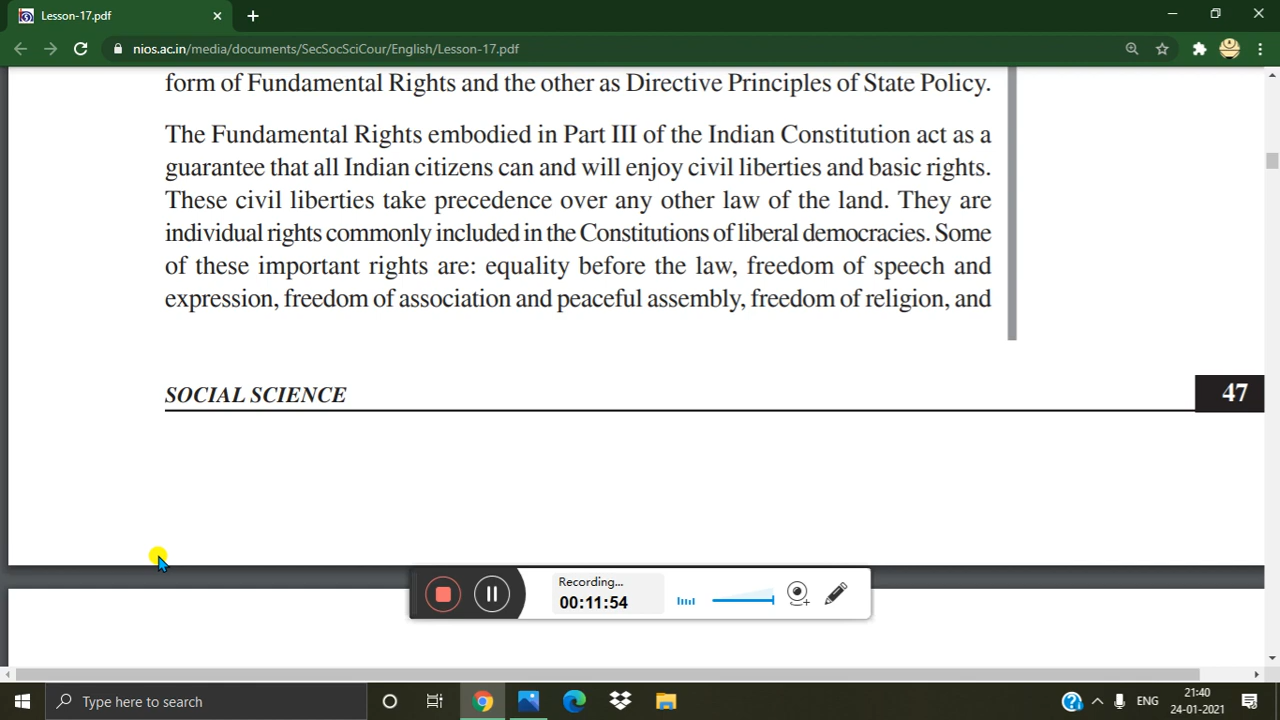 Lesson-17.pdf
nios.ac.in/media/documents/SecSocSciCour/English/Lesson-17.pdf
form of Fundamental Rights and the other as Directive Principles of State Policy.
The Fundamental Rights embodied in Part III of the Indian Constitution act as a
guarantee that all Indian citizens can and will enjoy civil liberties and basic rights.
These civil liberties take precedence over any other law of the land. They are
individual rights commonly included in the Constitutions of liberal democracies. Some
of these important rights are: equality before the law, freedom of speech and
expression, freedom of association and peaceful assembly, freedom of religion, and
SOCIAL SCIENCE
47
Recording...
00:11:54
Type here to search
ENG
21:40
24-01-2021